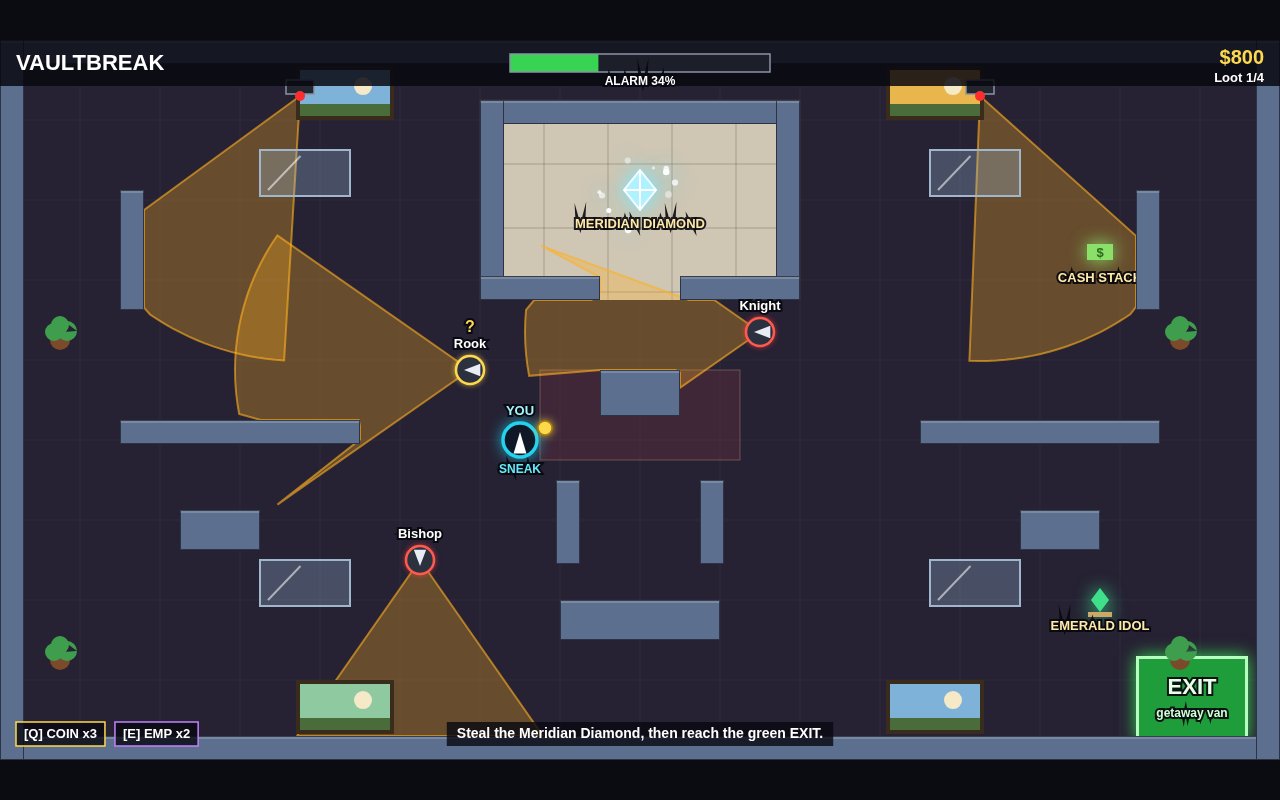 VAULTBREAK
ALARM 34%
$800
Loot 1/4
MERIDIAN DIAMOND
$
CASH STACK
Knight
?
Rook
YOU
SNEAK
Bishop
EMERALD IDOL
EXIT
getaway van
[Q] COIN x3
[E] EMP x2
Steal the Meridian Diamond, then reach the green EXIT.